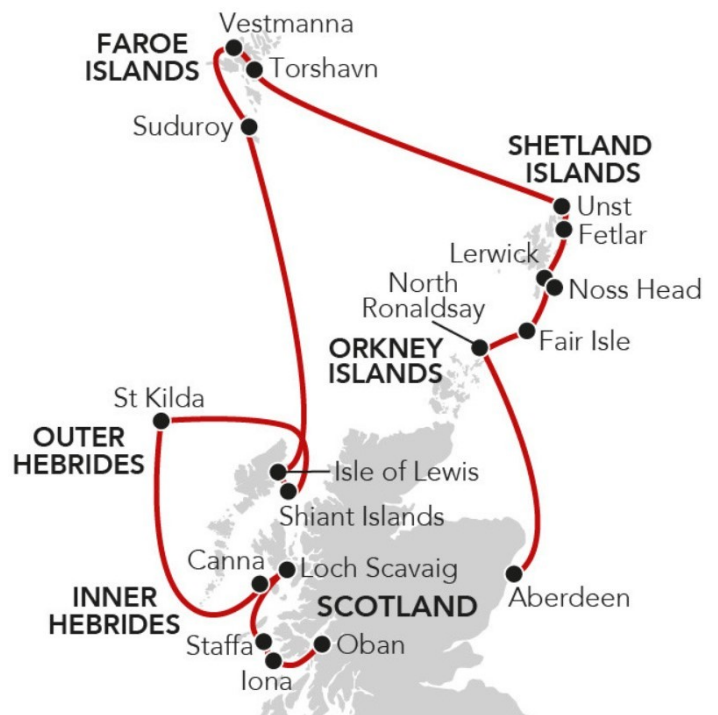 Vestmanna
FAROE
ISLANDS
Torshavn
Suduroy
SHETLAND
ISLANDS
Unst
Fetlar
Lerwick
Noss Head
North
Ronaldsay
Fair Isle
ORKNEY
ISLANDS
St Kilda
OUTER
HEBRIDES
Isle of Lewis
Shiant Islands
Canna
Loch Scavaig
INNER
HEBRIDES
SCOTLAND
Aberdeen
Staffa
Oban
Iona